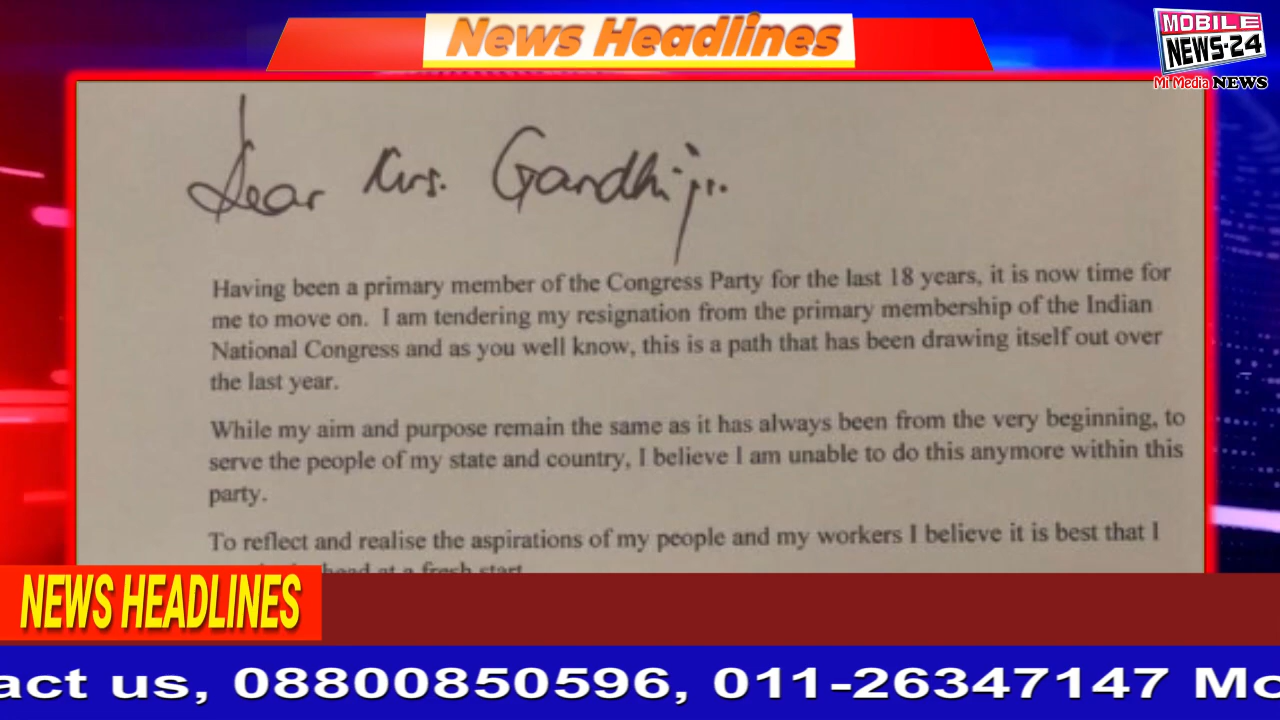 News Headlines
MOBILE
NEWS-24
Mi Media NEWS
Dear Mrs. Gandhiji.
Having been a primary member of the Congress Party for the last 18 years, it is now time for
me to move on. I am tendering my resignation from the primary membership of the Indian
National Congress and as you well know, this is a path that has been drawing itself out over
the last year.
While my aim and purpose remain the same as it has always been from the very beginning, to
serve the people of my state and country, I believe I am unable to do this anymore within this
party.
To reflect and realise the aspirations of my people and my workers I believe it is best that I
head at a fresh start
NEWS HEADLINES
act us, 08800850596, 011-26347147 Mo